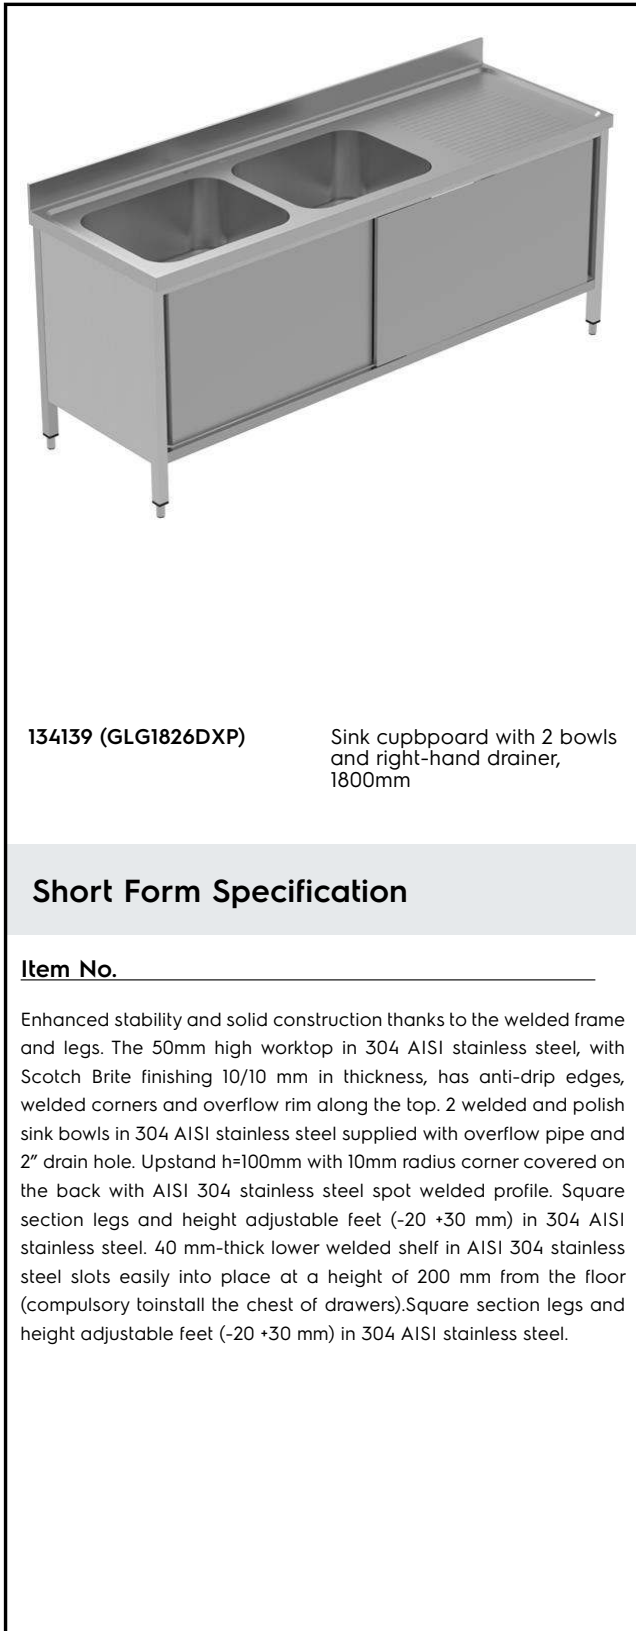 134139 (GLG1826DXP)
Sink cupbpoard with 2 bowls
and right-hand drainer,
1800mm
Short Form Specification
Item No.
Enhanced stability and solid construction thanks to the welded frame
and legs. The 50mm high worktop in 304 AISI stainless steel, with
Scotch Brite finishing 10/10 mm in thickness, has anti-drip edges,
welded corners and overflow rim along the top. 2 welded and polish
sink bowls in 304 AISI stainless steel supplied with overflow pipe and
2” drain hole. Upstand h=100mm with 10mm radius corner covered on
the back with AISI 304 stainless steel spot welded profile. Square
section legs and height adjustable feet (-20 +30 mm) in 304 AISI
stainless steel. 40 mm-thick lower welded shelf in AISI 304 stainless
steel slots easily into place at a height of 200 mm from the floor
(compulsory toinstall the chest of drawers).Square section legs and
height adjustable feet (-20 +30 mm) in 304 AISI stainless steel.